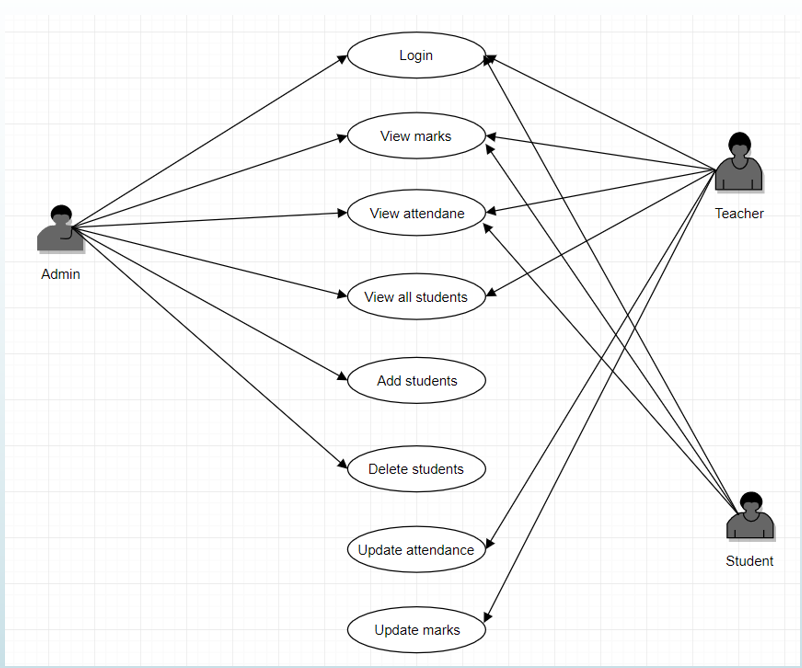 Login
View marks
Teacher
View attendane
Admin
View all students
Add students
Delete students
Update attendance
Student
Update marks